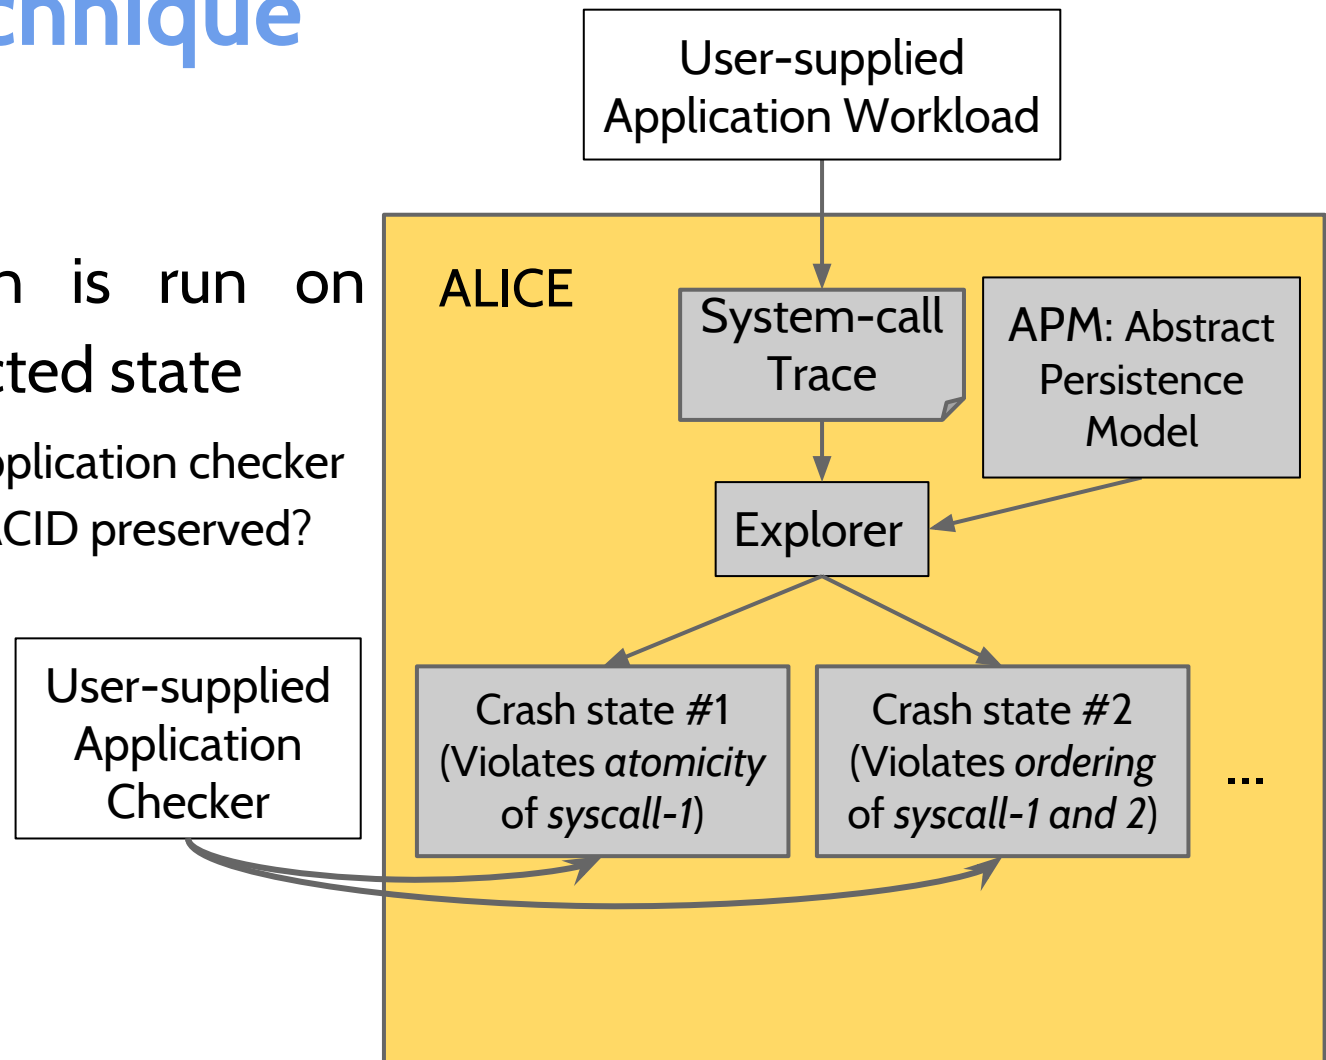 chnique
User-supplied
Application Workload
n is run on
cted state
pplication checker
ACID preserved?
ALICE
System-call
Trace
APM: Abstract
Persistence
Model
Explorer
User-supplied
Application
Checker
Crash state #1
(Violates atomicity
of syscall-1)
Crash state #2
(Violates ordering
of syscall-1 and 2)
...